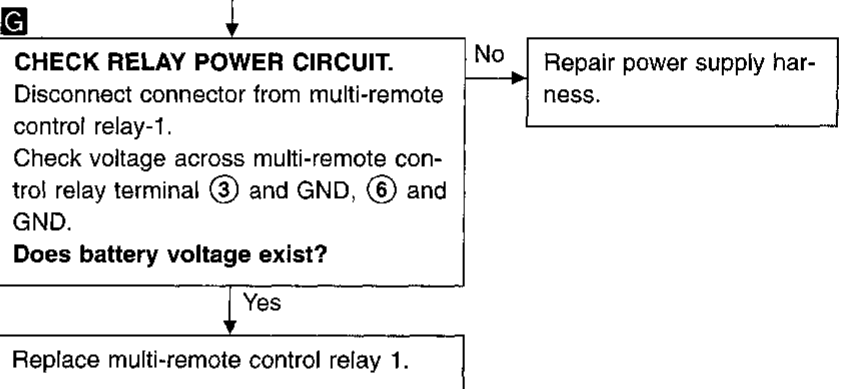 G
CHECK RELAY POWER CIRCUIT.
Disconnect connector from multi-remote
control relay-1.
Check voltage across multi-remote con-
trol relay terminal ③ and GND, ⑥ and
GND.
Does battery voltage exist?
No
Repair power supply har-
ness.
Yes
Replace multi-remote control relay 1.